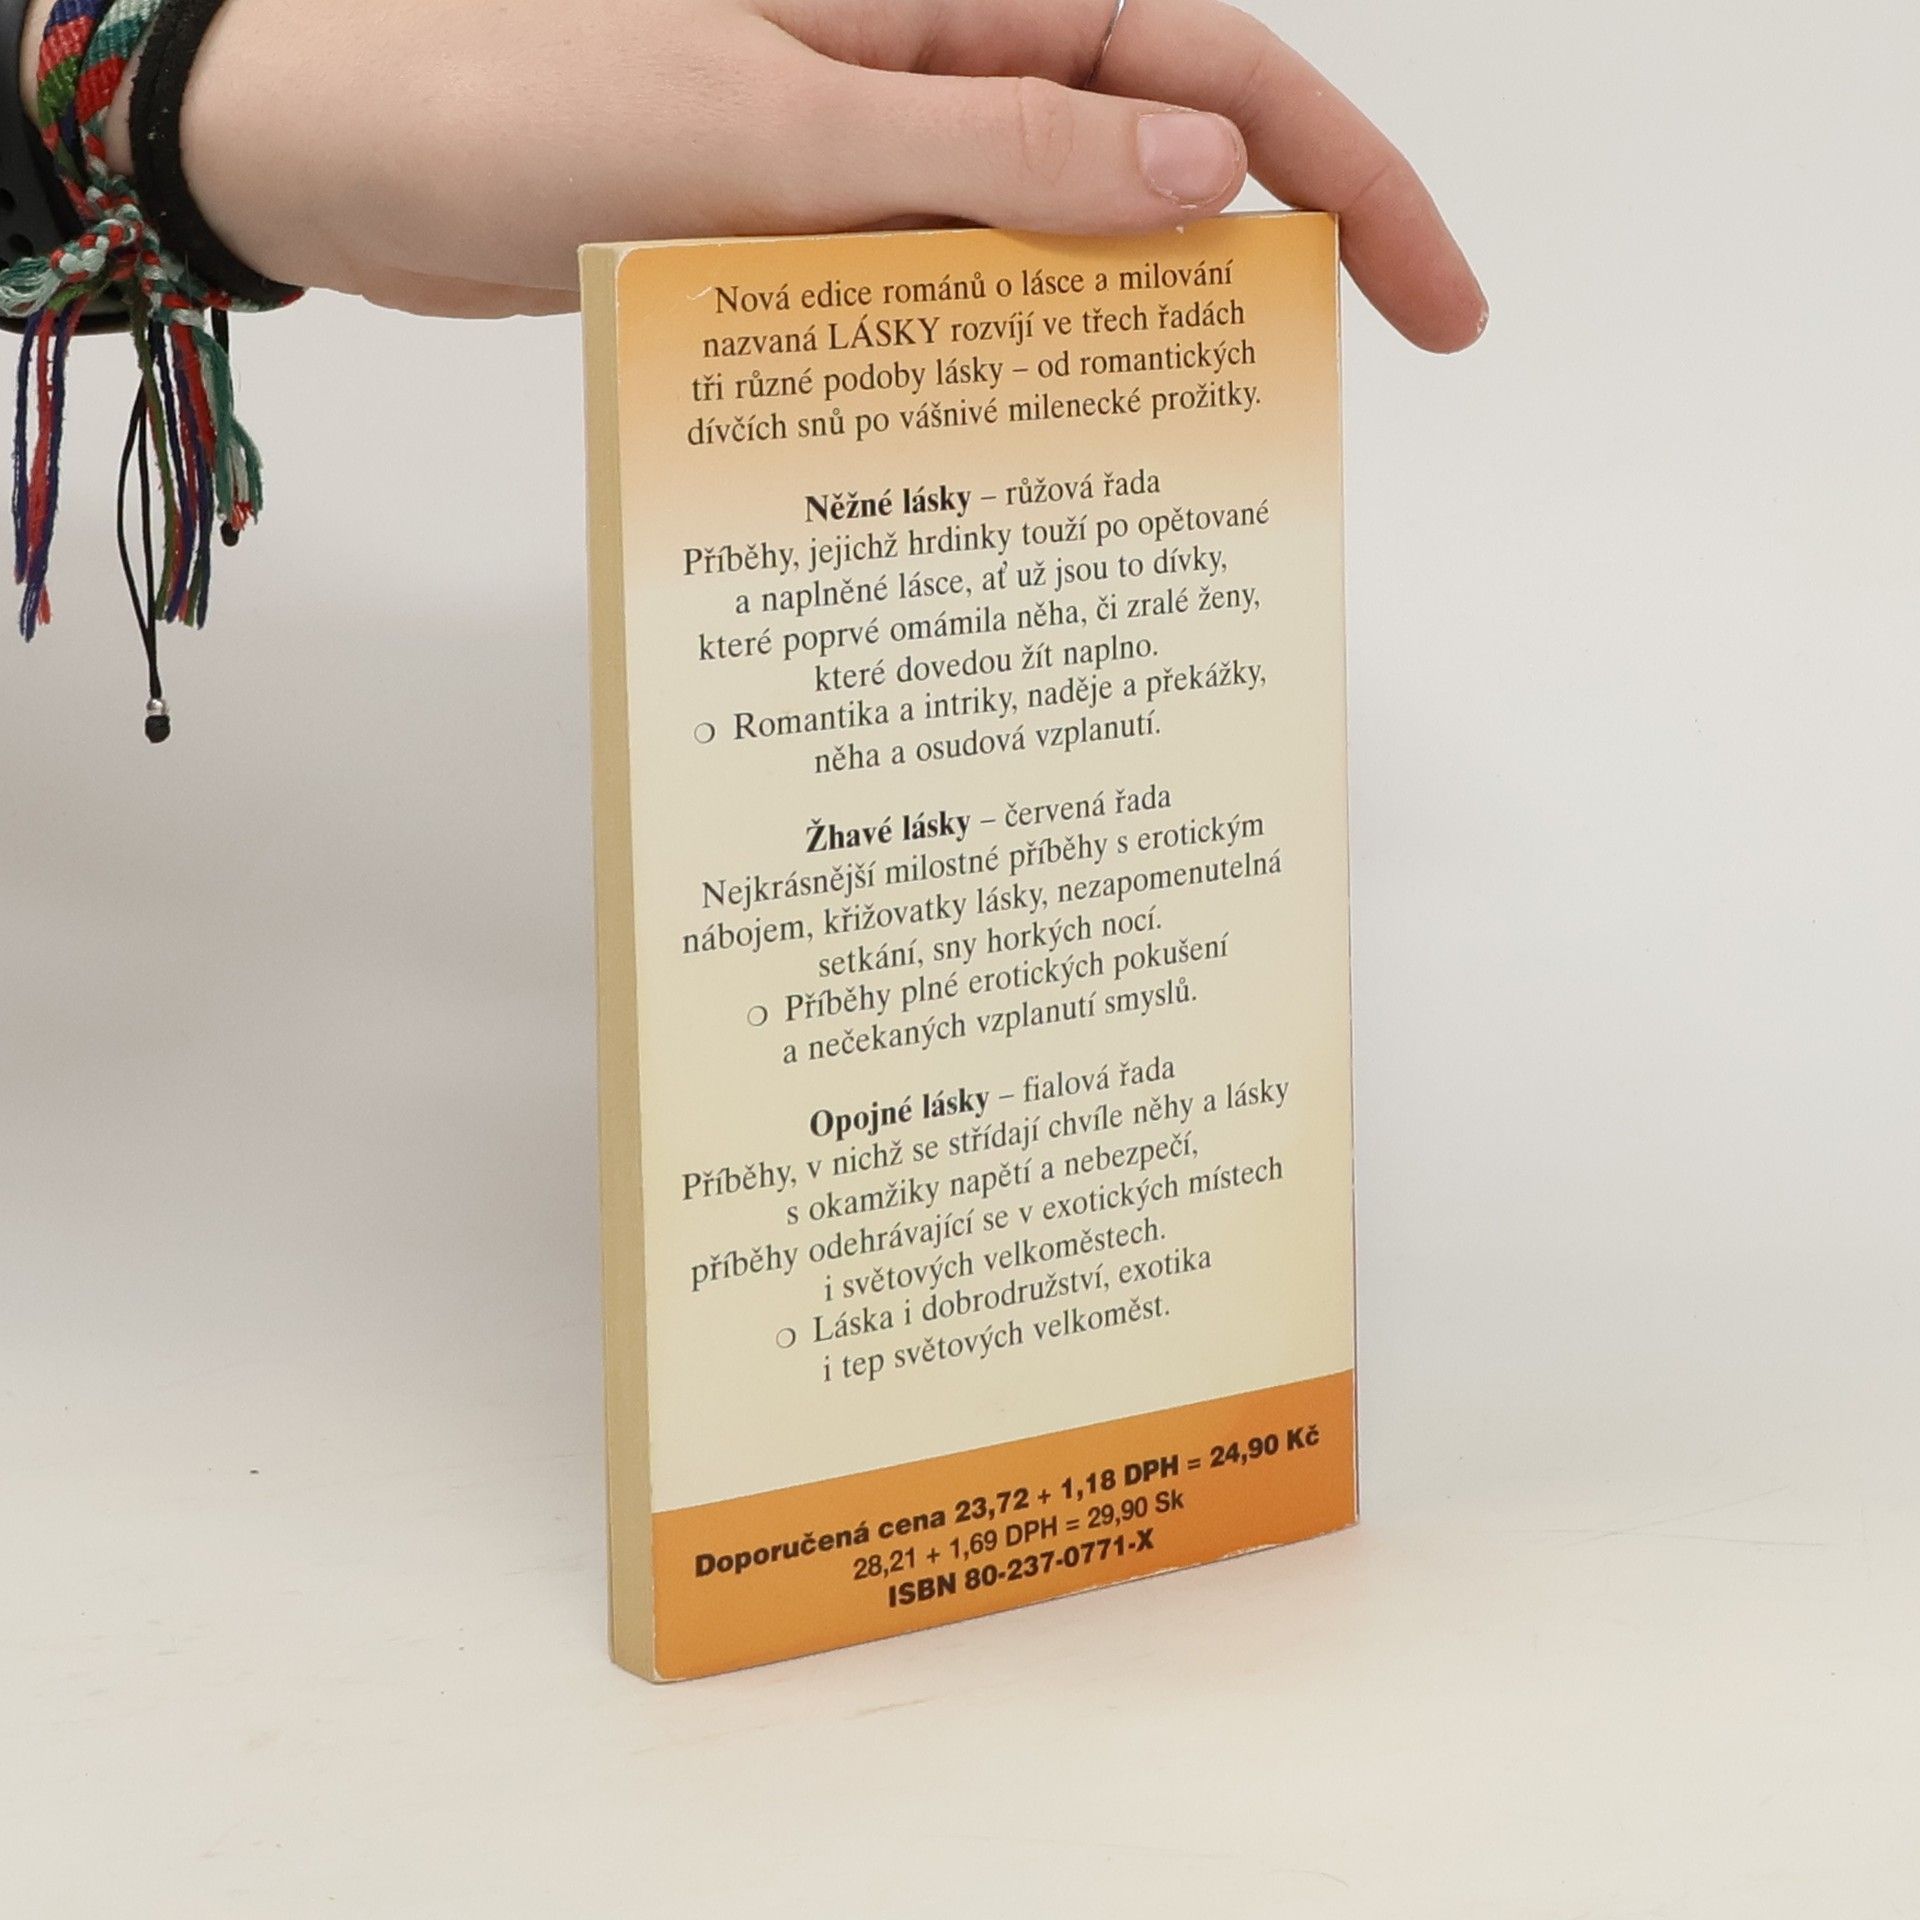 Nová edice románů o lásce a milování
nazvaná LÁSKY rozvíjí ve třech řadách
tři různé podoby lásky – od romantických
dívčích snů po vášnivé milenecké prožitky.
Něžné lásky – růžová řada
Příběhy, jejichž hrdinky touží po opětované
a naplněné lásce, ať už jsou to dívky,
které poprvé omámila něha, či zralé ženy,
které dovedou žít naplno.
❍ Romantika a intriky, naděje a překážky,
něha a osudová vzplanutí.
Žhavé lásky – červená řada
Nejkrásnější milostné příběhy s erotickým
nábojem, křižovatky lásky, nezapomenutelná
setkání, sny horkých nocí.
❍ Příběhy plné erotických pokušení
a nečekaných vzplanutí smyslů.
Opojné lásky – fialová řada
Příběhy, v nichž se střídají chvíle něhy a lásky
s okamžiky napětí a nebezpečí,
příběhy odehrávající se v exotických místech
i světových velkoměstech.
❍ Láska i dobrodružství, exotika
i tep světových velkoměst.
Doporučená cena 23,72 + 1,18 DPH = 24,90 Kč
28,21 + 1,69 DPH = 29,90 Sk
ISBN 80-237-0771-X